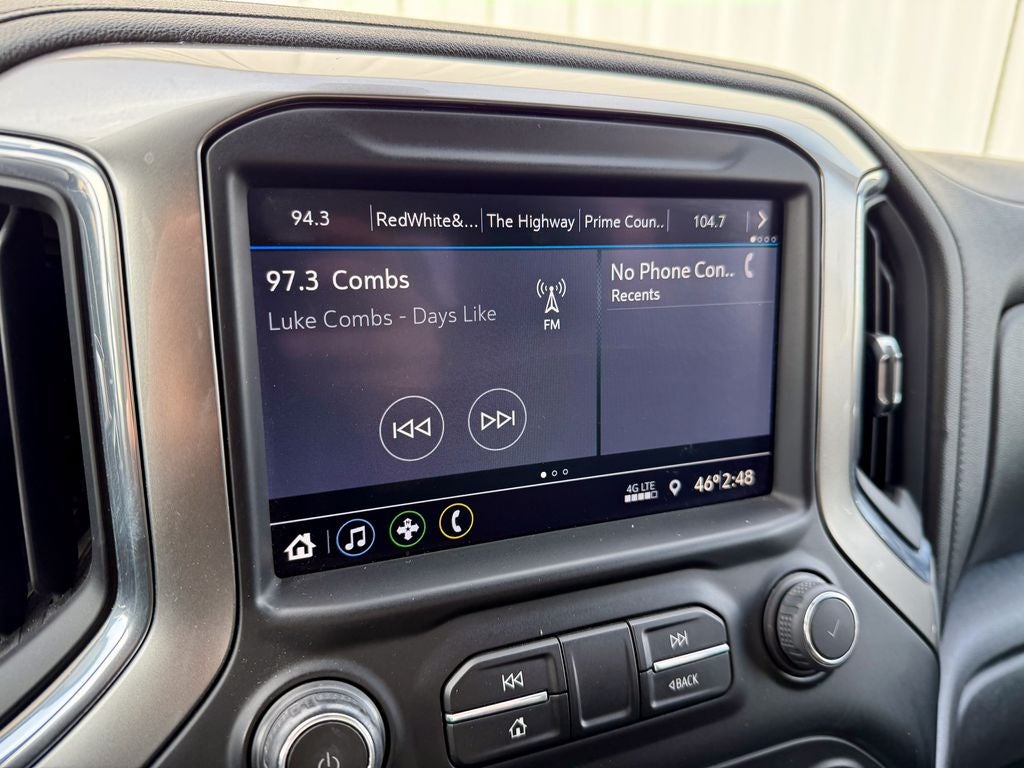 94.3 RedWhite&... The Highway Prime Coun.. 104.7
97.3 Combs
Luke Combs - Days Like
FM
No Phone Con..
Recents
4G LTE
46° 2:48
BACK